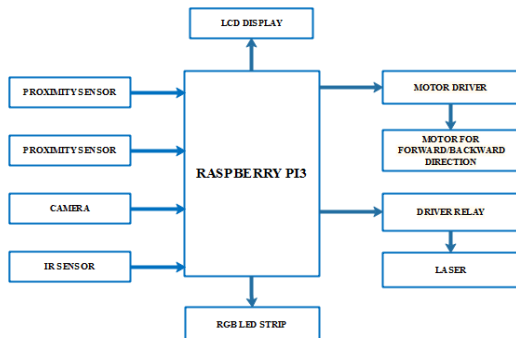 LCD DISPLAY
PROXIMITY SENSOR
PROXIMITY SENSOR
CAMERA
IR SENSOR
RASPBERRY PI3
MOTOR DRIVER
MOTOR FOR
FORWARD/BACKWARD
DIRECTION
DRIVER RELAY
LASER
RGB LED STRIP